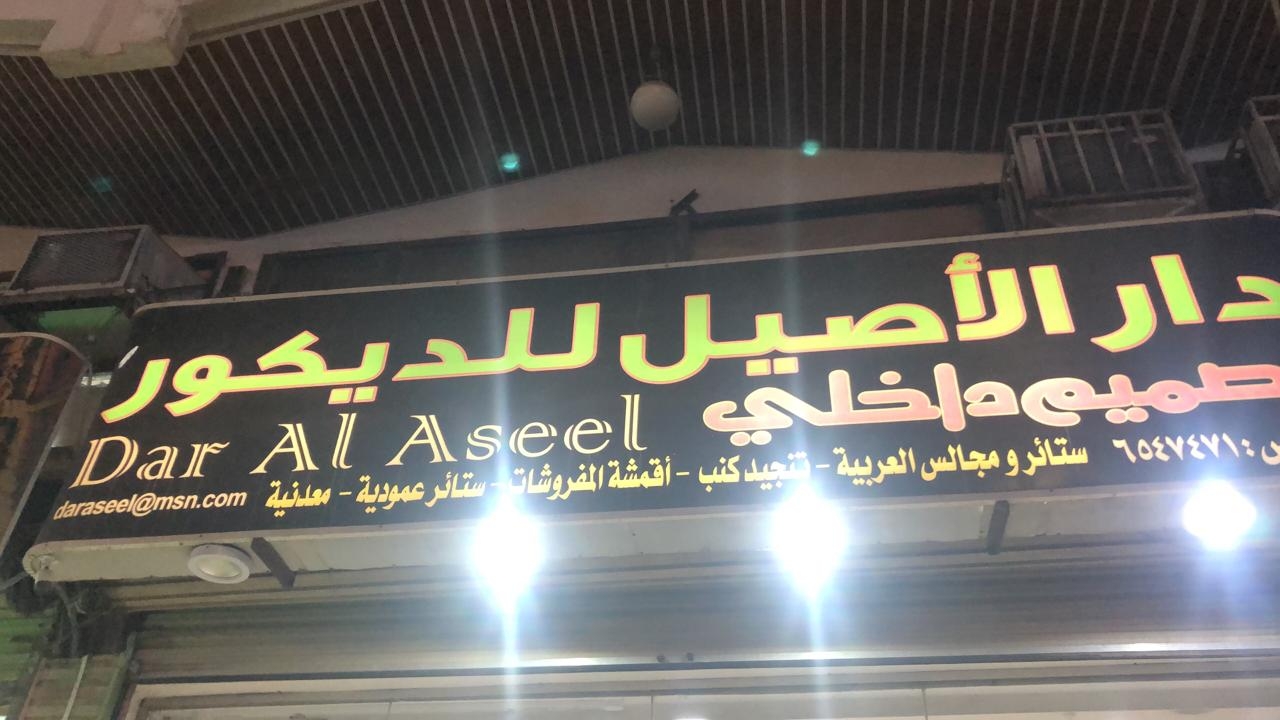 دار الأصيل للديكور
صميم داخلي
Dar Al Aseel
س : ٦٥٤٧٤٧١٠ ستائر و مجالس العربية - تنجيد كنب - أقمشة المفروشات - ستائر عمودية - معدنية
daraseel@msn.com